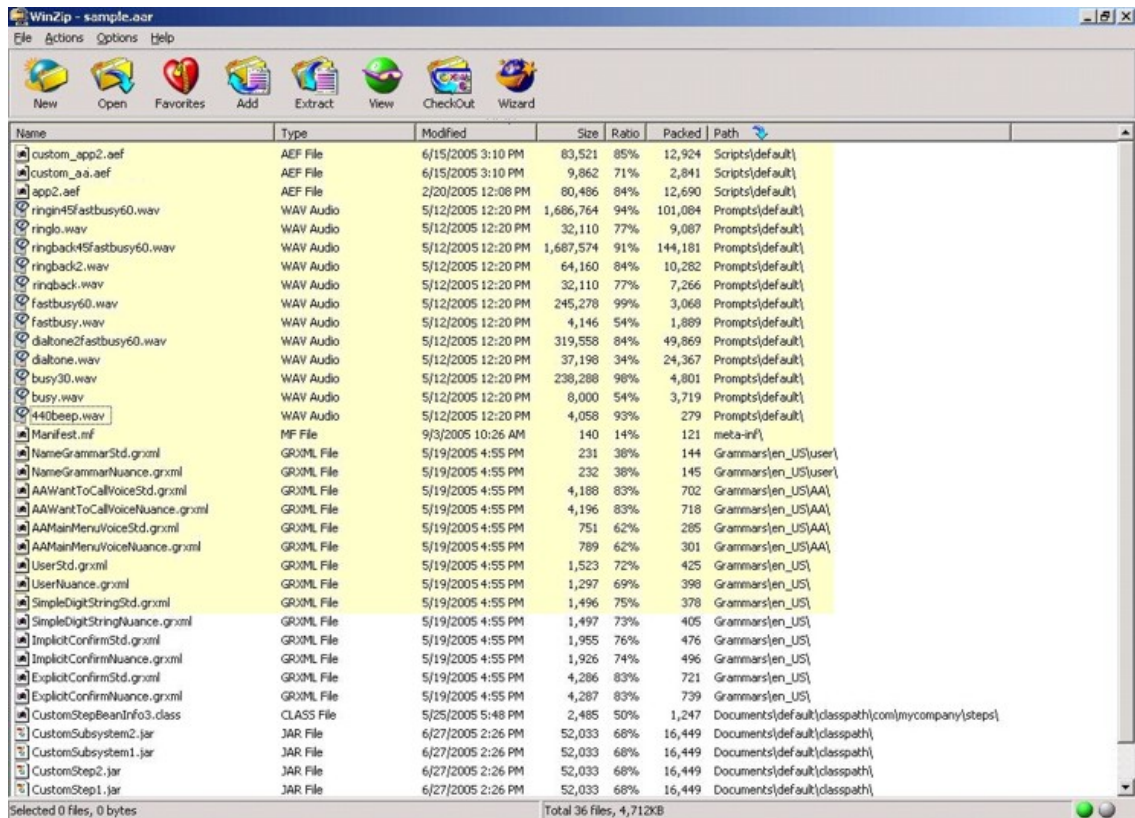 WinZip - sample.aar
File Actions Options Help
New Open Favorites Add Extract View CheckOut Wizard
Name Type Modified Size Ratio Packed Path
custom_app2.aef AEF File 6/15/2005 3:10 PM 83,521 85% 12,924 Scripts\default\
custom_aa.aef AEF File 6/15/2005 3:10 PM 9,862 71% 2,841 Scripts\default\
app2.aef AEF File 2/20/2005 12:08 PM 80,486 84% 12,690 Scripts\default\
ringin45fastbusy60.wav WAV Audio 5/12/2005 12:20 PM 1,686,764 94% 101,084 Prompts\default\
ringlo.wav WAV Audio 5/12/2005 12:20 PM 32,110 77% 9,087 Prompts\default\
ringback45fastbusy60.wav WAV Audio 5/12/2005 12:20 PM 1,687,574 91% 144,181 Prompts\default\
ringback2.wav WAV Audio 5/12/2005 12:20 PM 64,160 84% 10,282 Prompts\default\
ringback.wav WAV Audio 5/12/2005 12:20 PM 32,110 77% 7,266 Prompts\default\
fastbusy60.wav WAV Audio 5/12/2005 12:20 PM 245,278 99% 3,068 Prompts\default\
fastbusy.wav WAV Audio 5/12/2005 12:20 PM 4,146 54% 1,889 Prompts\default\
dialtone2fastbusy60.wav WAV Audio 5/12/2005 12:20 PM 319,558 84% 49,869 Prompts\default\
dialtone.wav WAV Audio 5/12/2005 12:20 PM 37,198 34% 24,367 Prompts\default\
busy30.wav WAV Audio 5/12/2005 12:20 PM 238,288 98% 4,801 Prompts\default\
busy.wav WAV Audio 5/12/2005 12:20 PM 8,000 54% 3,719 Prompts\default\
440beep.wav WAV Audio 5/12/2005 12:20 PM 4,058 93% 279 Prompts\default\
Manifest.mf MF File 9/3/2005 10:26 AM 140 14% 121 meta-inf\
NameGrammarStd.grxml GRXML File 5/19/2005 4:55 PM 231 38% 144 Grammars\en_US\user\
NameGrammarNuance.grxml GRXML File 5/19/2005 4:55 PM 232 38% 145 Grammars\en_US\user\
AAWantToCallVoiceStd.grxml GRXML File 5/19/2005 4:55 PM 4,188 83% 702 Grammars\en_US\AA\
AAWantToCallVoiceNuance.grxml GRXML File 5/19/2005 4:55 PM 4,196 83% 718 Grammars\en_US\AA\
AAMainMenuVoiceStd.grxml GRXML File 5/19/2005 4:55 PM 751 62% 285 Grammars\en_US\AA\
AAMainMenuVoiceNuance.grxml GRXML File 5/19/2005 4:55 PM 789 62% 301 Grammars\en_US\AA\
UserStd.grxml GRXML File 5/19/2005 4:55 PM 1,523 72% 425 Grammars\en_US\
UserNuance.grxml GRXML File 5/19/2005 4:55 PM 1,297 69% 398 Grammars\en_US\
SimpleDigitStringStd.grxml GRXML File 5/19/2005 4:55 PM 1,496 75% 378 Grammars\en_US\
SimpleDigitStringNuance.grxml GRXML File 5/19/2005 4:55 PM 1,497 73% 405 Grammars\en_US\
ImplicitConfirmStd.grxml GRXML File 5/19/2005 4:55 PM 1,955 76% 476 Grammars\en_US\
ImplicitConfirmNuance.grxml GRXML File 5/19/2005 4:55 PM 1,926 74% 496 Grammars\en_US\
ExplicitConfirmStd.grxml GRXML File 5/19/2005 4:55 PM 4,286 83% 721 Grammars\en_US\
ExplicitConfirmNuance.grxml GRXML File 5/19/2005 4:55 PM 4,287 83% 739 Grammars\en_US\
CustomStepBeanInfo3.class CLASS File 5/25/2005 5:48 PM 2,485 50% 1,247 Documents\default\classpath\com\mycompany\steps\
CustomSubsystem2.jar JAR File 6/27/2005 2:26 PM 52,033 68% 16,449 Documents\default\classpath\
CustomSubsystem1.jar JAR File 6/27/2005 2:26 PM 52,033 68% 16,449 Documents\default\classpath\
CustomStep2.jar JAR File 6/27/2005 2:26 PM 52,033 68% 16,449 Documents\default\classpath\
CustomStep1.jar JAR File 6/27/2005 2:26 PM 52,033 68% 16,449 Documents\default\classpath\
Selected 0 files, 0 bytes Total 36 files, 4,712KB